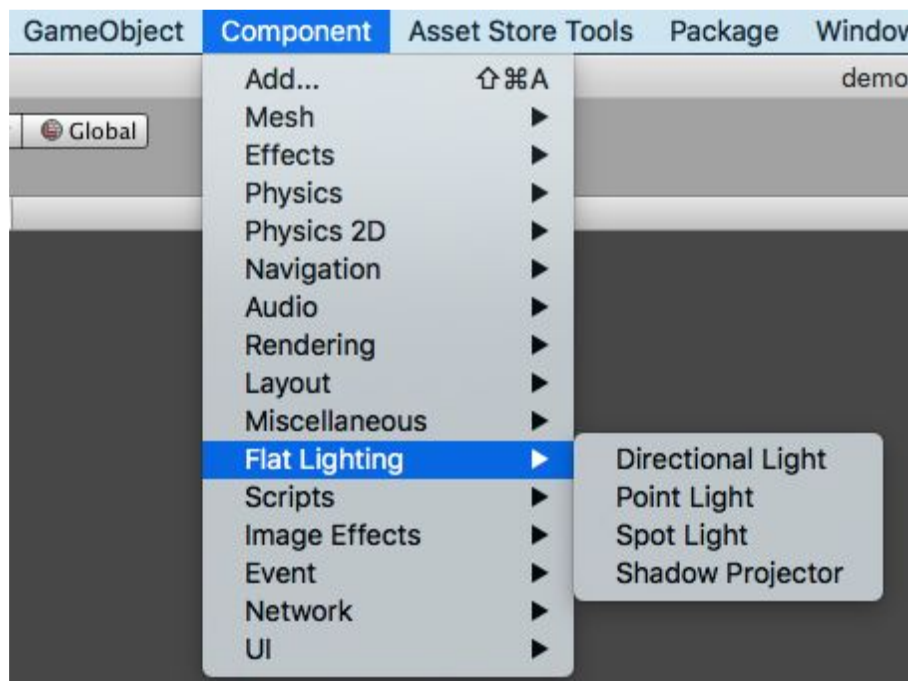 GameObject Component Asset Store Tools Package Window
demo
Global
Add... ⇧⌘A
Mesh
Effects
Physics
Physics 2D
Navigation
Audio
Rendering
Layout
Miscellaneous
Flat Lighting
Scripts
Image Effects
Event
Network
UI
Directional Light
Point Light
Spot Light
Shadow Projector